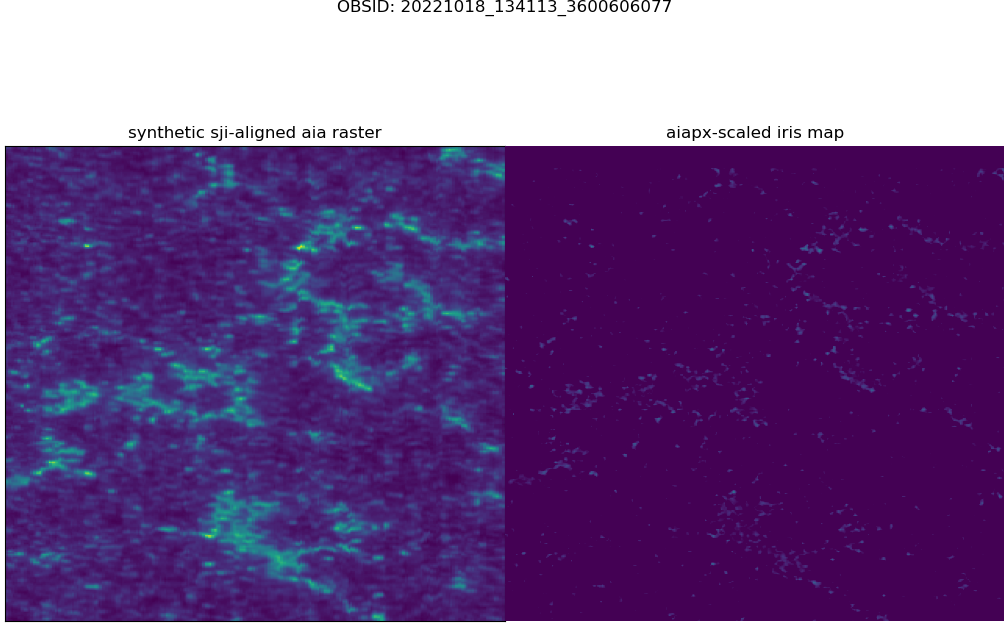 OBSID: 20221018_134113_3600606077
synthetic sji-aligned aia raster
aiapx-scaled iris map